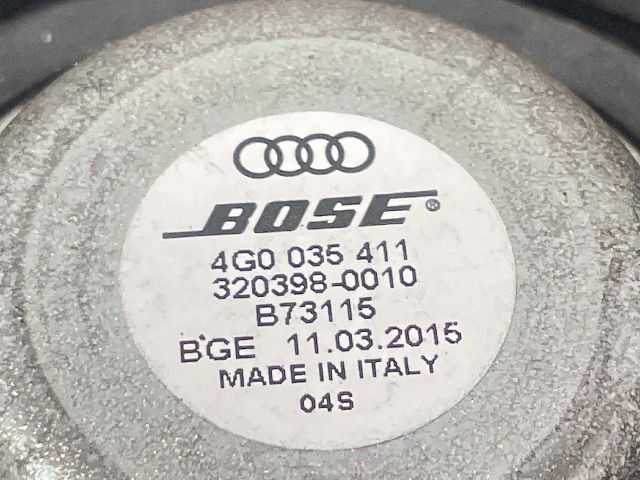 BOSE®
4G0 035 411
320398-0010
B73115
BGE 11.03.2015
MADE IN ITALY
04S